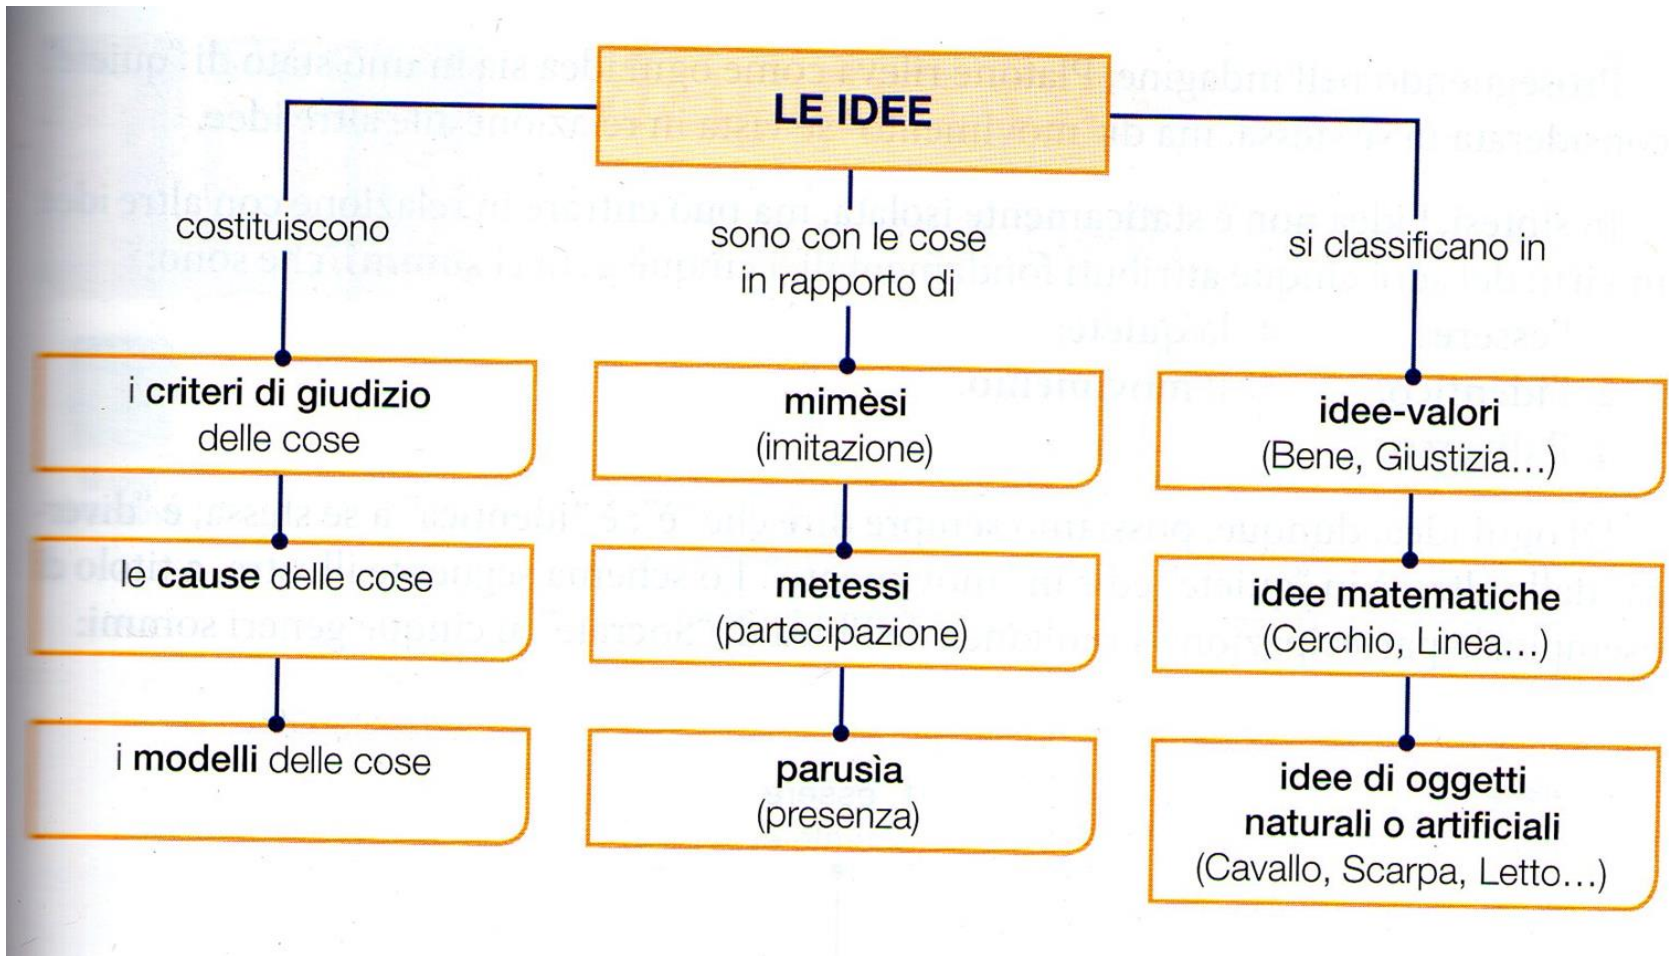 LE IDEE
costituiscono
i criteri di giudizio
delle cose
le cause delle cose
i modelli delle cose
sono con le cose
in rapporto di
mimèsi
(imitazione)
metessi
(partecipazione)
parusìa
(presenza)
si classificano in
idee-valori
(Bene, Giustizia...)
idee matematiche
(Cerchio, Linea...)
idee di oggetti
naturali o artificiali
(Cavallo, Scarpa, Letto...)